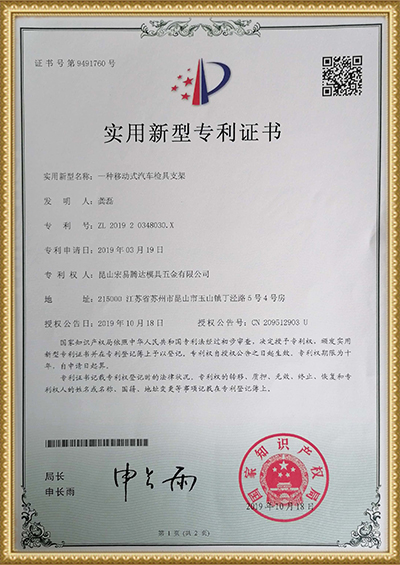 证书号第9491760号
实用新型专利证书
实用新型名称：一种移动式汽车检具支架
发明人：龚磊
专利号：ZL 2019 2 0348030.X
专利申请日：2019年03月19日
专利权人：昆山宏易腾达模具五金有限公司
地址：215000 江苏省苏州市昆山市玉山镇丁泾路5号4号房
授权公告日：2019年10月18日 授权公告号：CN 209512903 U
国家知识产权局依照中华人民共和国专利法经过初步审查，决定授予专利权，颁发实用
新型专利证书并在专利登记簿上予以登记。专利权自授权公告之日起生效。专利权期限为十
年，自申请日起算。
专利证书记载专利权登记时的法律状况。专利权的转移、质押、无效、终止、恢复和专
利权人的姓名或名称、国籍、地址变更等事项记载在专利登记簿上。
局长
申长雨
申长雨
国家知识产权局
2019年10月18日
第1页(共2页)